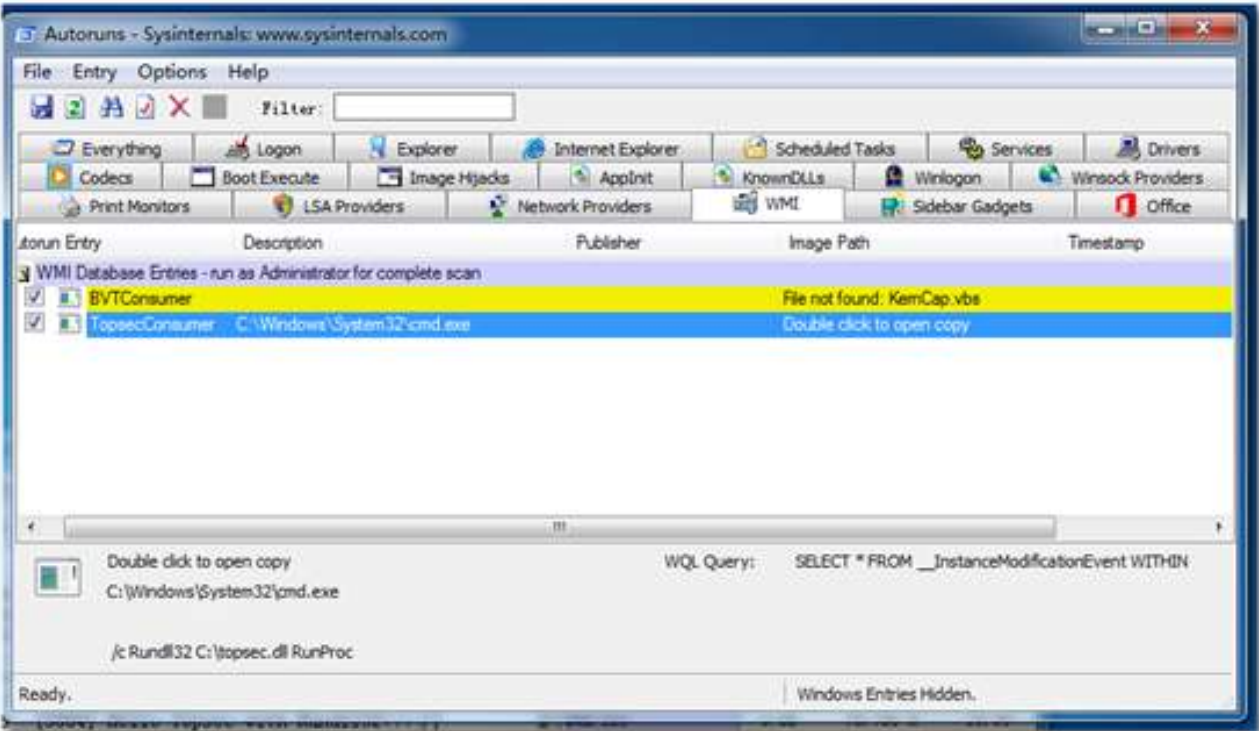 Autoruns - Sysinternals: www.sysinternals.com
File Entry Options Help
Filter:
Everything Logon Explorer Internet Explorer Scheduled Tasks Services Drivers
Codecs Boot Execute Image Hijacks AppInit KnownDLLs Winlogon Winsock Providers
Print Monitors LSA Providers Network Providers WMI Sidebar Gadgets Office
utorun Entry Description Publisher Image Path Timestamp
WMI Database Entries - run as Administrator for complete scan
BVTConsumer File not found: KernCap.vbs
TopsecConsumer C:\Windows\System32\cmd.exe Double click to open copy
Double click to open copy WQL Query: SELECT * FROM __InstanceModificationEvent WITHIN
C:\Windows\System32\cmd.exe
/c Rundll32 C:\topsec.dll RunProc
Ready. Windows Entries Hidden.